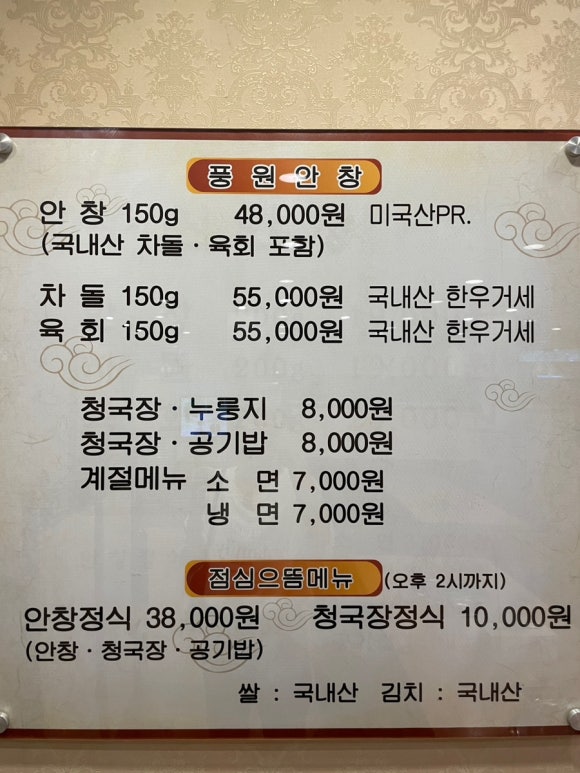 풍원안창
안 창 150g 48,000원 미국산PR.
(국내산 차돌·육회 포함)
차 돌 150g 55,000원 국내산 한우거세
육 회 150g 55,000원 국내산 한우거세
청국장·누룽지 8,000원
청국장·공기밥 8,000원
계절메뉴 소 면 7,000원
냉 면 7,000원
점심으뜸메뉴 (오후 2시까지)
안창정식 38,000원 청국장정식 10,000원
(안창·청국장·공기밥)
쌀 : 국내산 김치 : 국내산